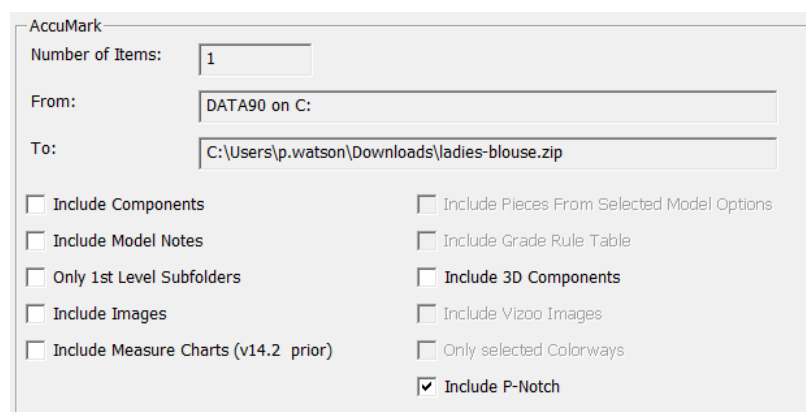 AccuMark
Number of Items: 1
From: DATA90 on C:
To: C:\Users\p.watson\Downloads\ladies-blouse.zip
Include Components
Include Pieces From Selected Model Options
Include Model Notes
Include Grade Rule Table
Only 1st Level Subfolders
Include 3D Components
Include Images
Include Vizoo Images
Include Measure Charts (v14.2 prior)
Only selected Colorways
Include P-Notch